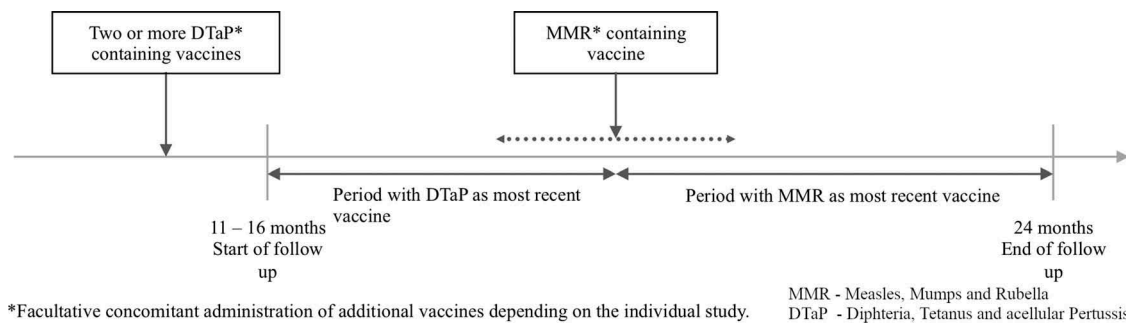 Two or more DTaP*
containing vaccines
MMR* containing
vaccine
Period with DTaP as most recent
vaccine
Period with MMR as most recent vaccine
11 – 16 months
Start of follow
up
24 months
End of follow
up
*Facultative concomitant administration of additional vaccines depending on the individual study.
MMR - Measles, Mumps and Rubella
DTaP - Diphteria, Tetanus and acellular Pertussis